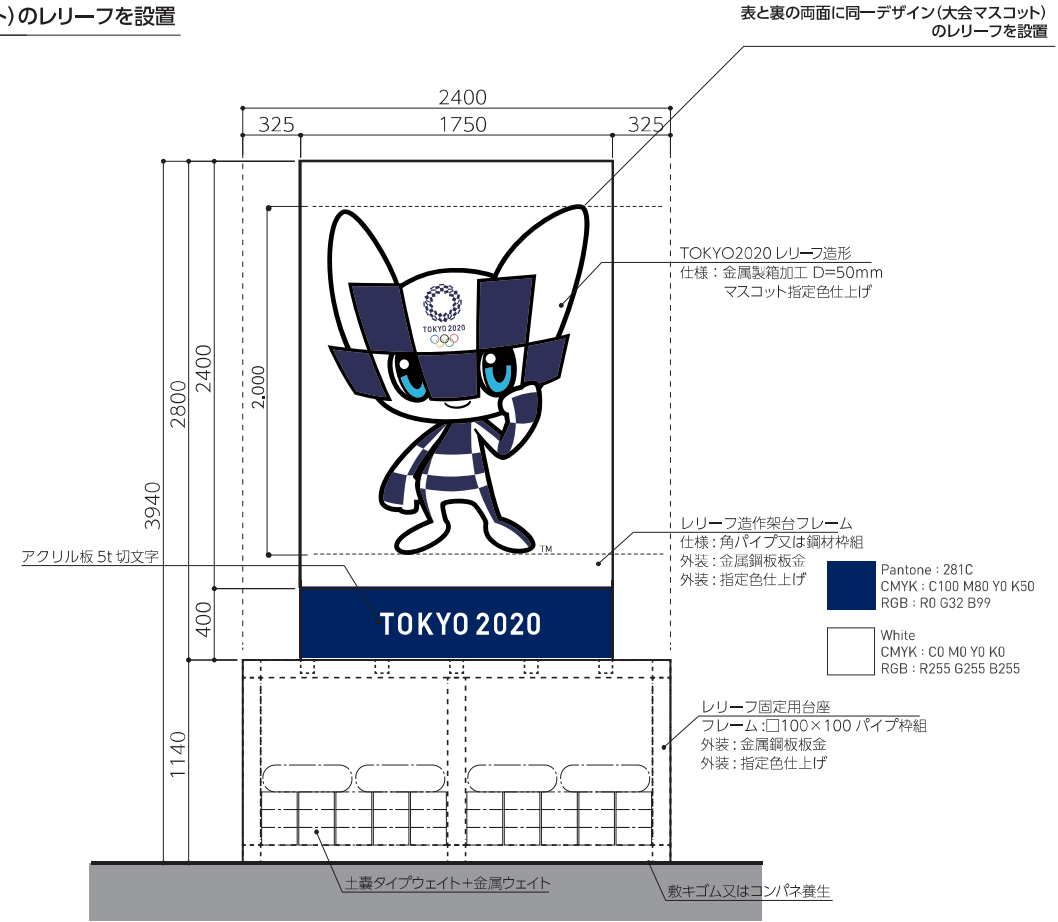 ト)のレリーフを設置
表と裏の両面に同一デザイン(大会マスコット)
のレリーフを設置
2400
325
1750
325
TOKYO2020 レリーフ造形
仕様：金属製箱加工 D=50mm
マスコット指定色仕上げ
TOKYO 2020
2400
2800
2.000
3940
TM
アクリル板 5t 切文字
レリーフ造作架台フレーム
仕様：角パイプ又は鋼材枠組
外装：金属鋼板板金
外装：指定色仕上げ
Pantone : 281C
CMYK : C100 M80 Y0 K50
RGB : R0 G32 B99
400
TOKYO 2020
White
CMYK : C0 M0 Y0 K0
RGB : R255 G255 B255
レリーフ固定用台座
フレーム：□100×100 パイプ枠組
外装：金属鋼板板金
外装：指定色仕上げ
1140
土嚢タイプウェイト+金属ウェイト
敷キゴム又はコンパネ養生